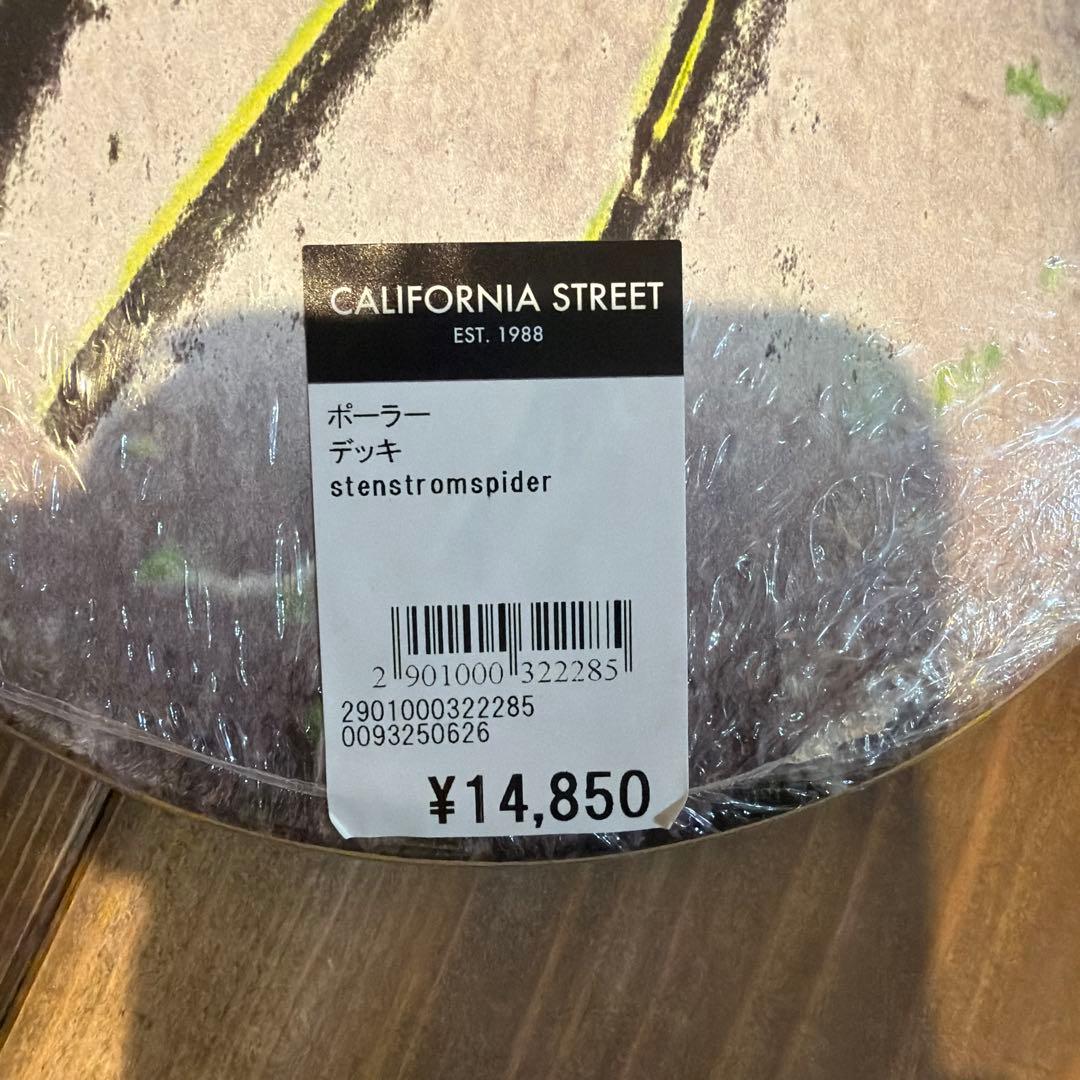 CALIFORNIA STREET
EST. 1988
ポーラー
デッキ
stenstromspider
2 901000 322285
2901000322285
0093250626
¥14,850